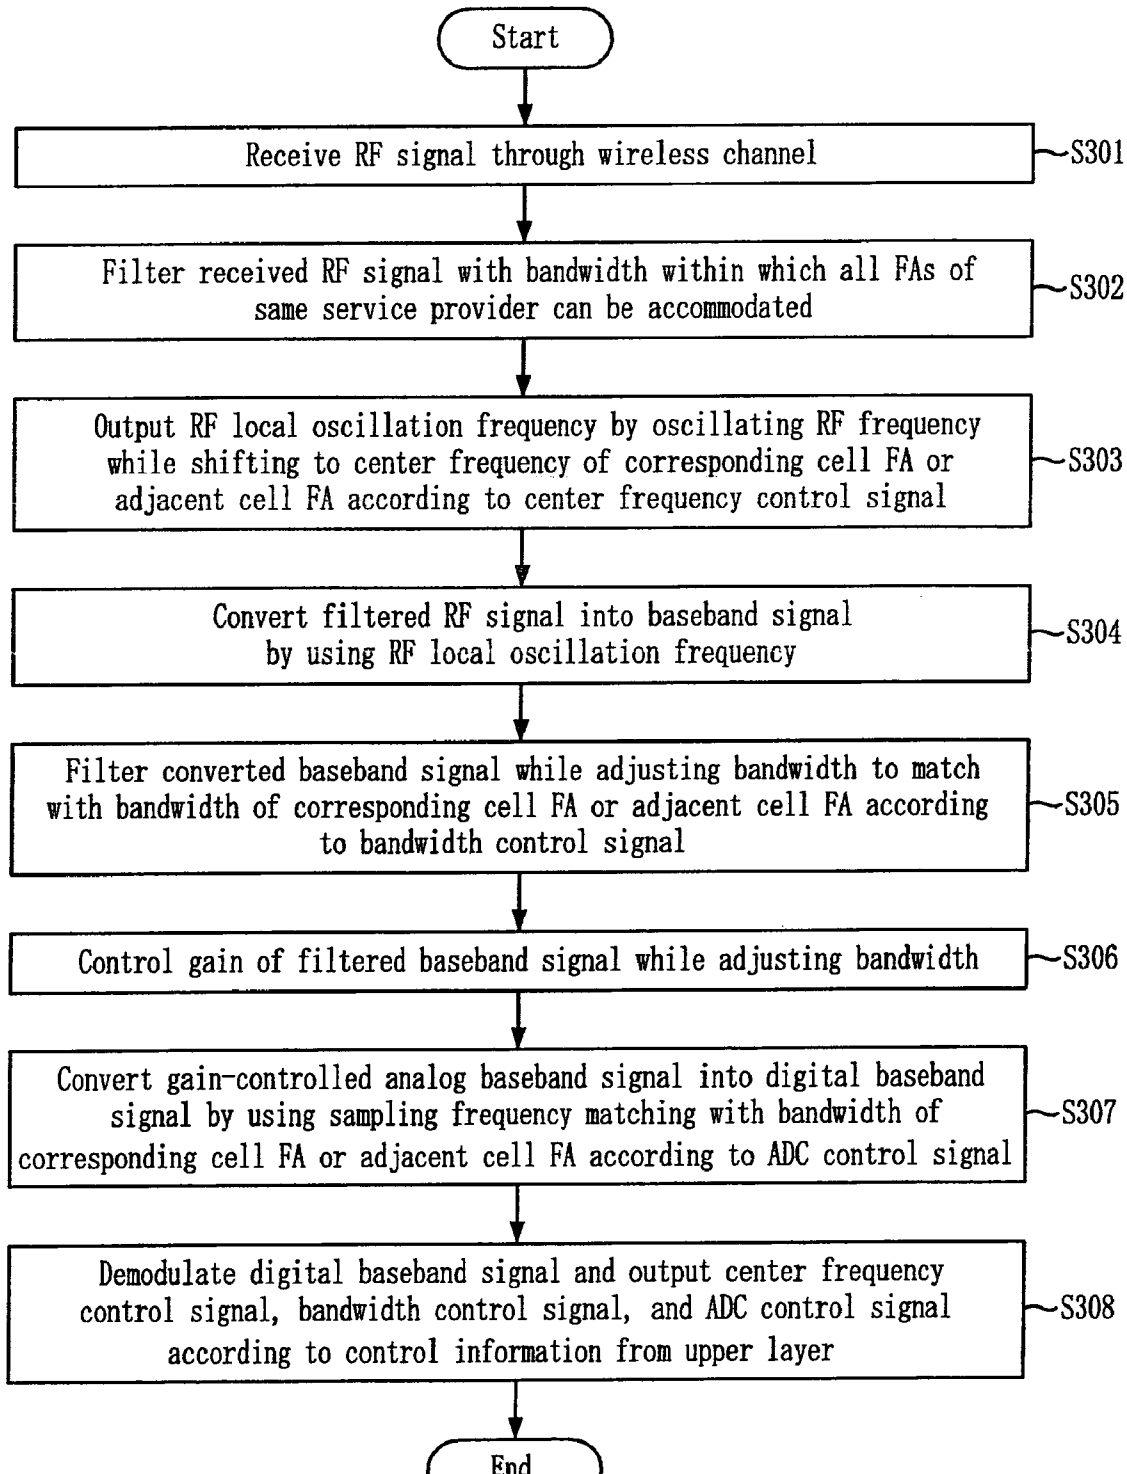 Start
Receive RF signal through wireless channel
S301
Filter received RF signal with bandwidth within which all FAs of
same service provider can be accommodated
S302
Output RF local oscillation frequency by oscillating RF frequency
while shifting to center frequency of corresponding cell FA or
adjacent cell FA according to center frequency control signal
S303
Convert filtered RF signal into baseband signal
by using RF local oscillation frequency
S304
Filter converted baseband signal while adjusting bandwidth to match
with bandwidth of corresponding cell FA or adjacent cell FA according
to bandwidth control signal
S305
Control gain of filtered baseband signal while adjusting bandwidth
S306
Convert gain-controlled analog baseband signal into digital baseband
signal by using sampling frequency matching with bandwidth of
corresponding cell FA or adjacent cell FA according to ADC control signal
S307
Demodulate digital baseband signal and output center frequency
control signal, bandwidth control signal, and ADC control signal
according to control information from upper layer
S308
End